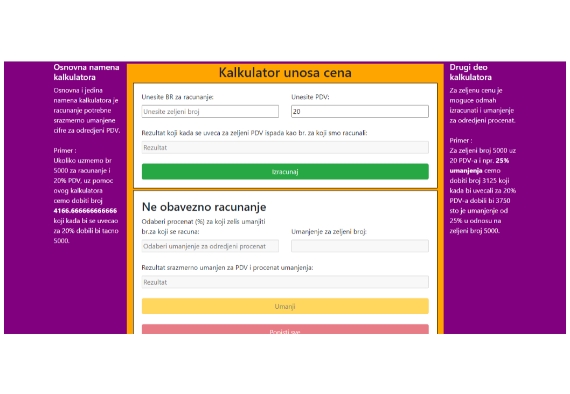 Osnovna namena
kalkulatora
Osnovna i jedina
namena kalkulatora je
racunanje potrebne
srazmerno umanjene
cifre za odredjeni PDV.
Primer :
Ukoliko uzmemo br
5000 za racunanje i
20% PDV, uz pomoc
ovog kalkulatora
cemo dobiti broj
4166.666666666666
koji kada bi se uvecao
za 20% dobili bi tacno
5000.
Kalkulator unosa cena
Unesite BR za racunanje:
Unesite zeljeni broj
Unesite PDV:
20
Rezultat koji kada se uveca za zeljeni PDV ispada kao br. za koji smo racunali:
Rezultat
Izracunaj
Ne obavezno racunanje
Odaberi procenat (%) za koji zelis umanjiti
br.za koji se racuna:
Odaberi umanjenje za odredjeni procenat
Umanjenje za zeljeni broj:
Rezultat srazmerno umanjen za PDV i procenat umanjenja:
Rezultat
Umanji
Ponisti sve
Drugi deo
kalkulatora
Za zeljenu cenu je
moguce odmah
izracunati i umanjenje
za odredjeni procenat.
Primer :
Za zeljeni broj 5000 uz
20 PDV-a i npr. 25%
umanjenja cemo
dobiti broj 3125 koji
kada bi uvecali za 20%
PDV-a dobili bi 3750
sto je umanjenje od
25% u odnosu na
zeljeni broj 5000.